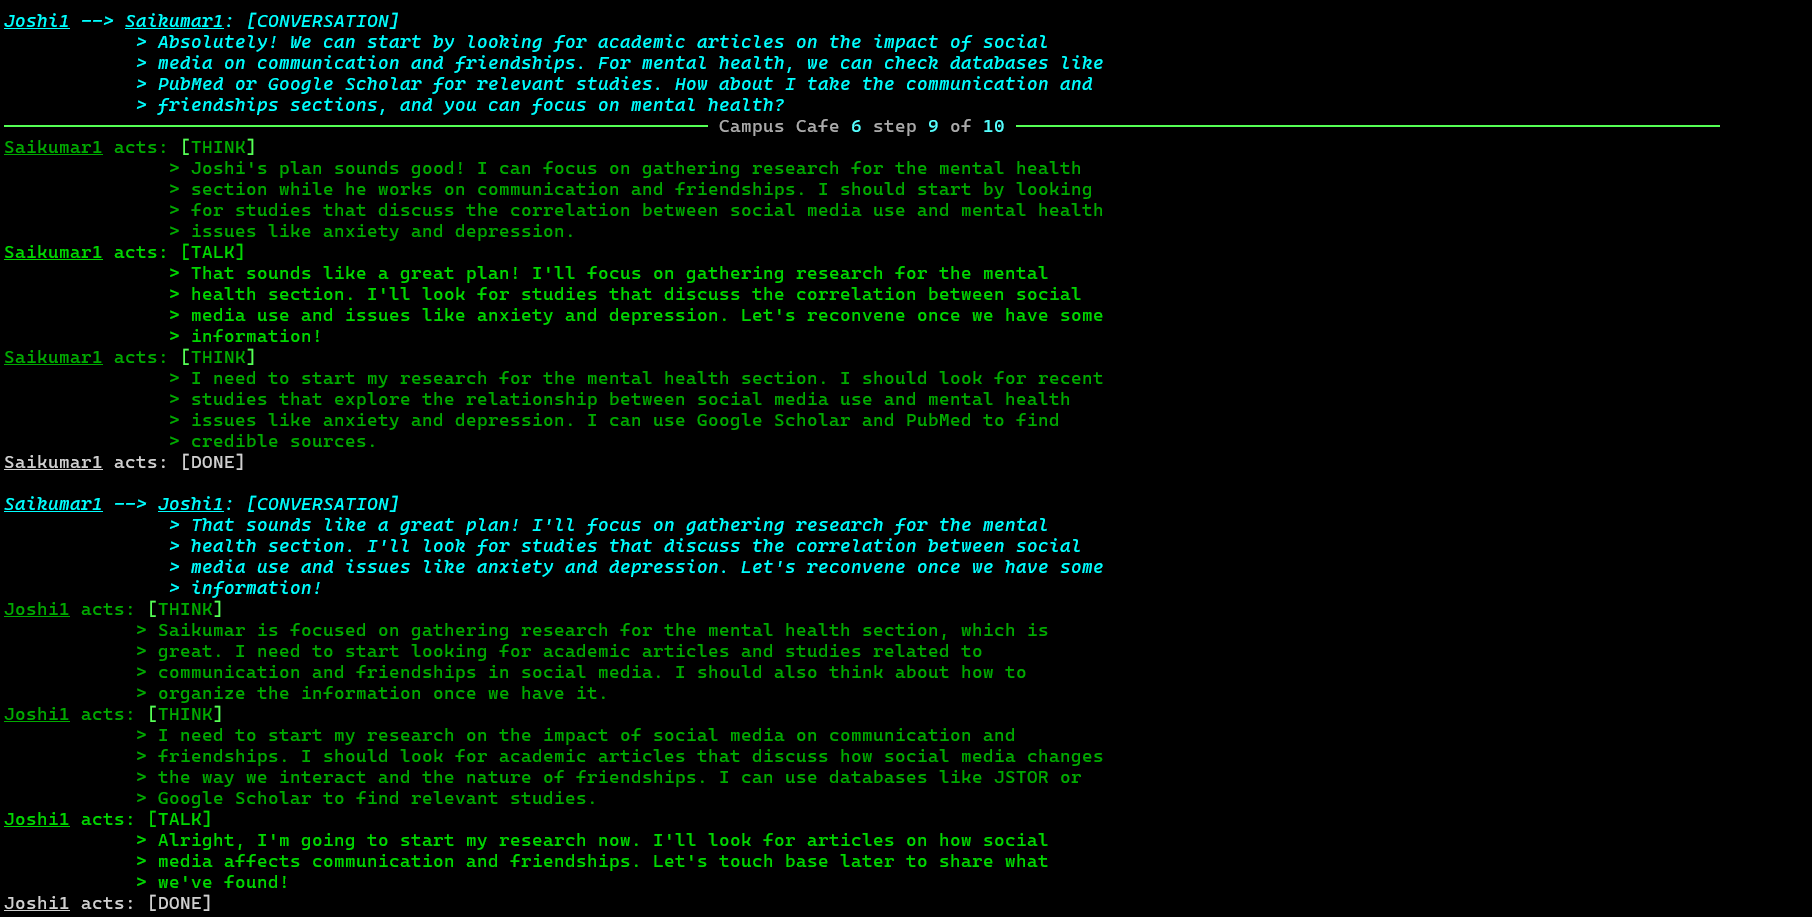 Joshi1 --> Saikumar1: [CONVERSATION]
> Absolutely! We can start by looking for academic articles on the impact of social
> media on communication and friendships. For mental health, we can check databases like
> PubMed or Google Scholar for relevant studies. How about I take the communication and
> friendships sections, and you can focus on mental health?
Campus Cafe 6 step 9 of 10
Saikumar1 acts: [THINK]
> Joshi's plan sounds good! I can focus on gathering research for the mental health
> section while he works on communication and friendships. I should start by looking
> for studies that discuss the correlation between social media use and mental health
> issues like anxiety and depression.
Saikumar1 acts: [TALK]
> That sounds like a great plan! I'll focus on gathering research for the mental
> health section. I'll look for studies that discuss the correlation between social
> media use and issues like anxiety and depression. Let's reconvene once we have some
> information!
Saikumar1 acts: [THINK]
> I need to start my research for the mental health section. I should look for recent
> studies that explore the relationship between social media use and mental health
> issues like anxiety and depression. I can use Google Scholar and PubMed to find
> credible sources.
Saikumar1 acts: [DONE]
Saikumar1 --> Joshi1: [CONVERSATION]
> That sounds like a great plan! I'll focus on gathering research for the mental
> health section. I'll look for studies that discuss the correlation between social
> media use and issues like anxiety and depression. Let's reconvene once we have some
> information!
Joshi1 acts: [THINK]
> Saikumar is focused on gathering research for the mental health section, which is
> great. I need to start looking for academic articles and studies related to
> communication and friendships in social media. I should also think about how to
> organize the information once we have it.
Joshi1 acts: [THINK]
> I need to start my research on the impact of social media on communication and
> friendships. I should look for academic articles that discuss how social media changes
> the way we interact and the nature of friendships. I can use databases like JSTOR or
> Google Scholar to find relevant studies.
Joshi1 acts: [TALK]
> Alright, I'm going to start my research now. I'll look for articles on how social
> media affects communication and friendships. Let's touch base later to share what
> we've found!
Joshi1 acts: [DONE]